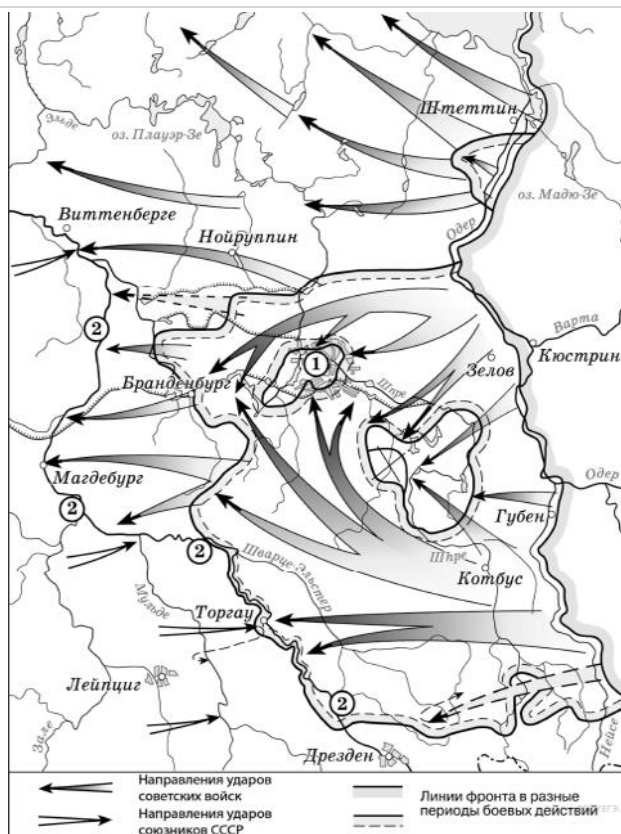 Штеттин
Эльде
оз. Плауэр-Зе
оз. Мадю-Зе
Виттенберге
Нойруппин
Одер
2
Варта
Кюстрин
Зелов
1
Шпре
Бранденбург
Магдебург
Одер
2
Губен
2
Шпре
Шварце-Эльстер
Котбус
Мульде
Торгау
Лейпциг
2
Зале
Дрезден
Нейсе
Направления ударов
советских войск
Направления ударов
союзников СССР
Линии фронта в разные
периоды боевых действий